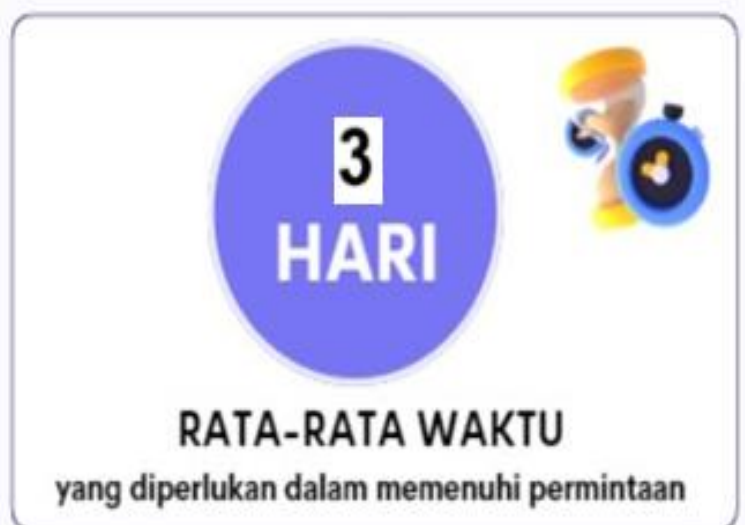 3
HARI
RATA-RATA WAKTU
yang diperlukan dalam memenuhi permintaan